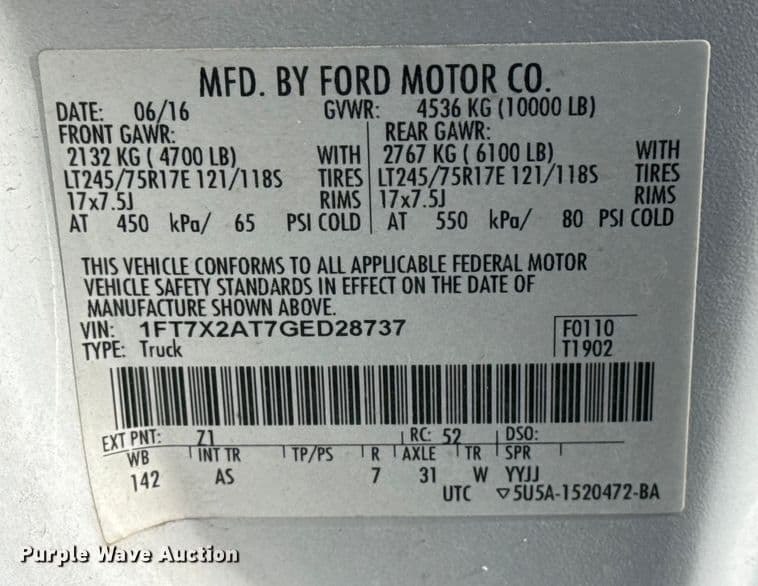 MFD. BY FORD MOTOR CO.
DATE: 06/16 GVWR: 4536 KG (10000 LB)
FRONT GAWR: REAR GAWR:
2132 KG ( 4700 LB) WITH 2767 KG ( 6100 LB) WITH
LT245/75R17E 121/118S TIRES LT245/75R17E 121/118S TIRES
17x7.5J RIMS 17x7.5J RIMS
AT 450 kPa/ 65 PSI COLD AT 550 kPa/ 80 PSI COLD
THIS VEHICLE CONFORMS TO ALL APPLICABLE FEDERAL MOTOR
VEHICLE SAFETY STANDARDS IN EFFECT ON THE DATE OF
MANUFACTURE SHOWN ABOVE.
VIN: 1FT7X2AT7GED28737 F0110
TYPE: Truck T1902
EXT PNT: Z1 RC: 52 DSO:
WB INT TR TP/PS R AXLE TR SPR
142 AS 7 31 W YYJJ
UTC ▽5U5A-1520472-BA
Purple Wave Auction